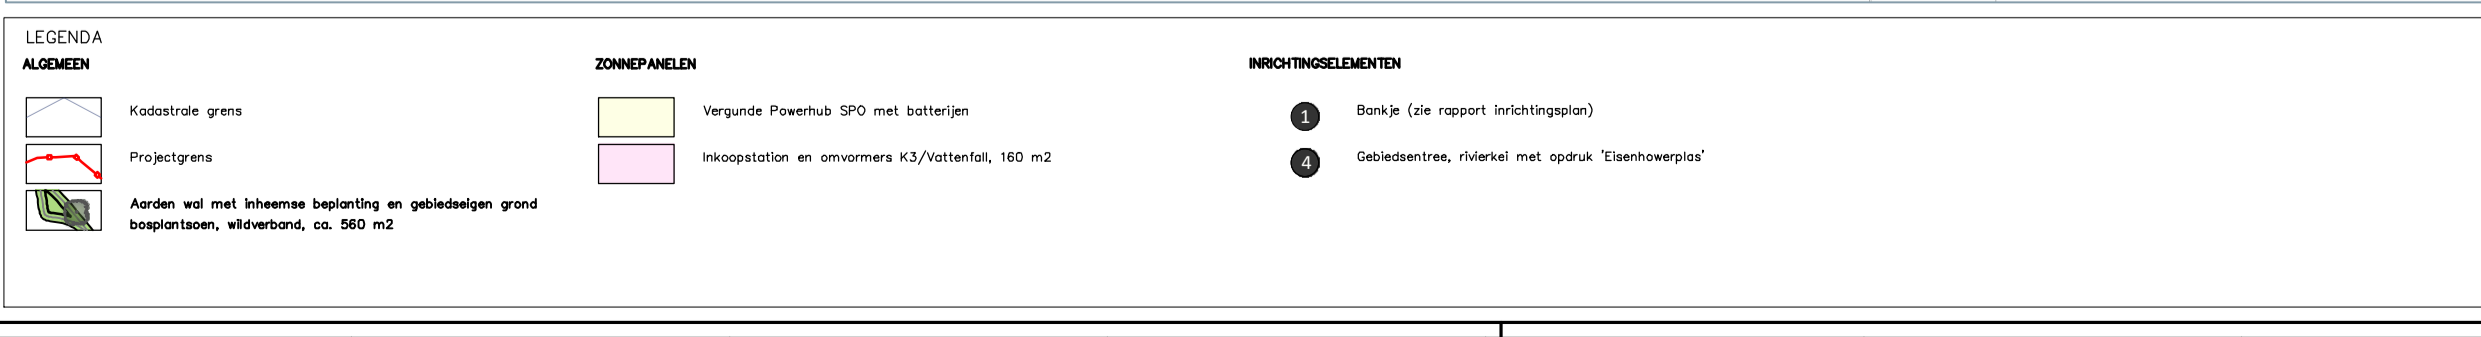 LEGENDA
ALGEMEEN
Kadastrale grens
Projectgrens
Aarden wal met inheemse beplanting en gebiedseigen grond
bosplantsoen, wildverband, ca. 560 m2
ZONNEPANELEN
Vergunde Powerhub SPO met batterijen
Inkoopstation en omvormers K3/Vattenfall, 160 m2
INRICHTINGSELEMENTEN
1 Bankje (zie rapport inrichtingsplan)
4 Gebiedsentree, rivierkei met opdruk 'Eisenhowerplas'